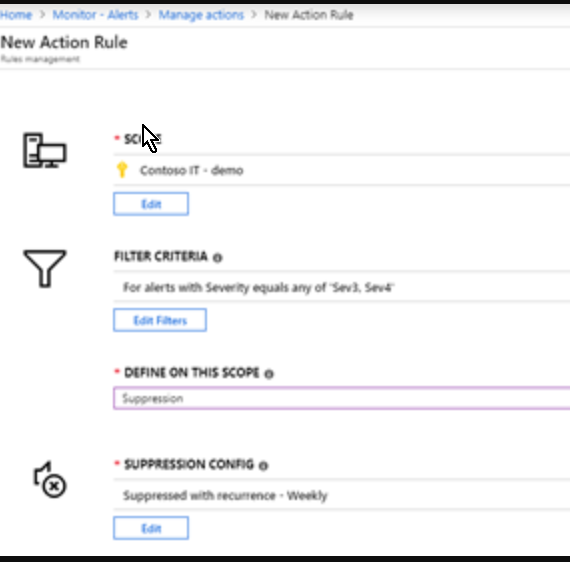 Home > Monitor - Alerts > Manage actions > New Action Rule
New Action Rule
Rules management
* SCOPE
Contoso IT - demo
Edit
FILTER CRITERIA
For alerts with Severity equals any of 'Sev3, Sev4'
Edit Filters
* DEFINE ON THIS SCOPE
Suppression
* SUPPRESSION CONFIG
Suppressed with recurrence - Weekly
Edit